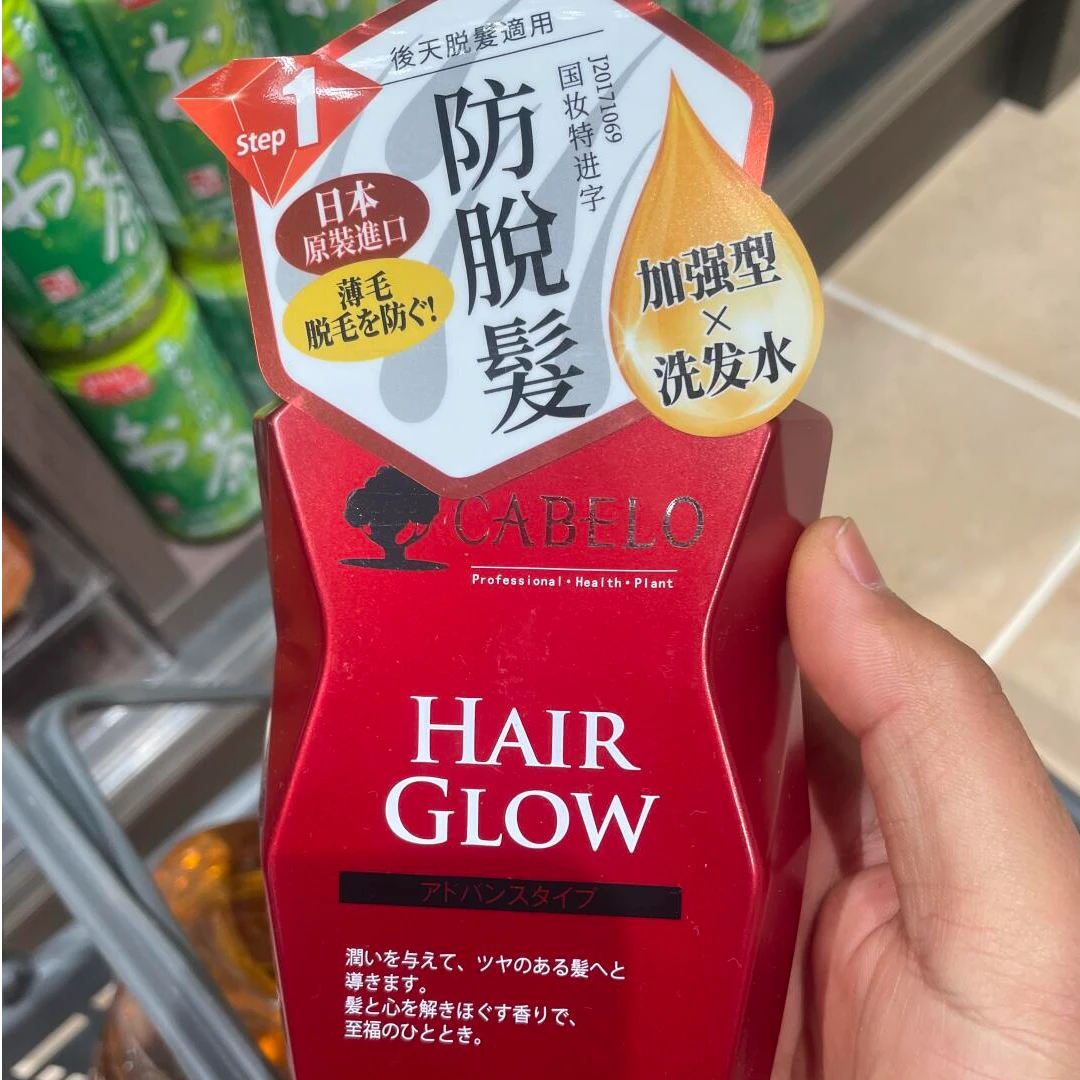 後天脱髮適用
Step 1
防脫髮
国妆特进字
J20171069
日本
原裝進口
薄毛
脱毛を防ぐ!
加强型
×
洗发水
CABELO
Professional・Health・Plant
HAIR
GLOW
アドバンスタイプ
潤いを与えて、ツヤのある髪へと
導きます。
髪と心を解きほぐす香りで、
至福のひととき。